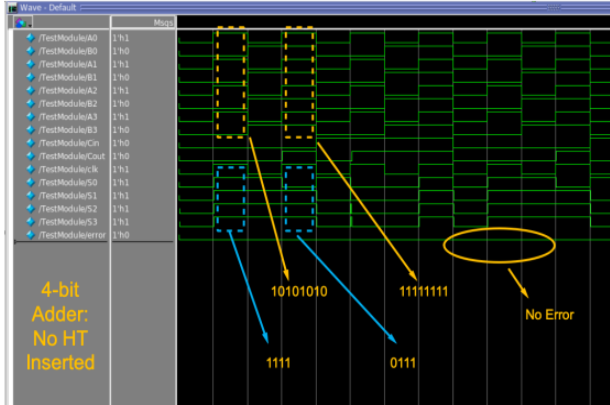 Wave - Default
Msgs
/TestModule/A0 1'h1
/TestModule/B0 1'h0
/TestModule/A1 1'h1
/TestModule/B1 1'h0
/TestModule/A2 1'h1
/TestModule/B2 1'h0
/TestModule/A3 1'h1
/TestModule/B3 1'h0
/TestModule/Cin 1'h0
/TestModule/Cout 1'h0
/TestModule/clk 1'h1
/TestModule/S0 1'h1
/TestModule/S1 1'h1
/TestModule/S2 1'h1
/TestModule/S3 1'h1
/TestModule/error 1'h0
4-bit
Adder:
No HT
Inserted
10101010
11111111
No Error
1111
0111